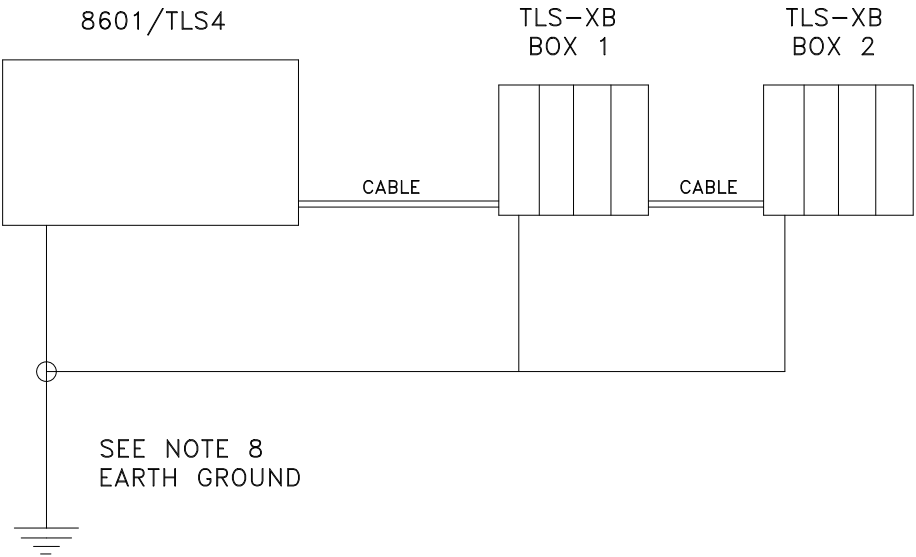 8601/TLS4
TLS-XB
BOX 1
TLS-XB
BOX 2
CABLE
CABLE
SEE NOTE 8
EARTH GROUND